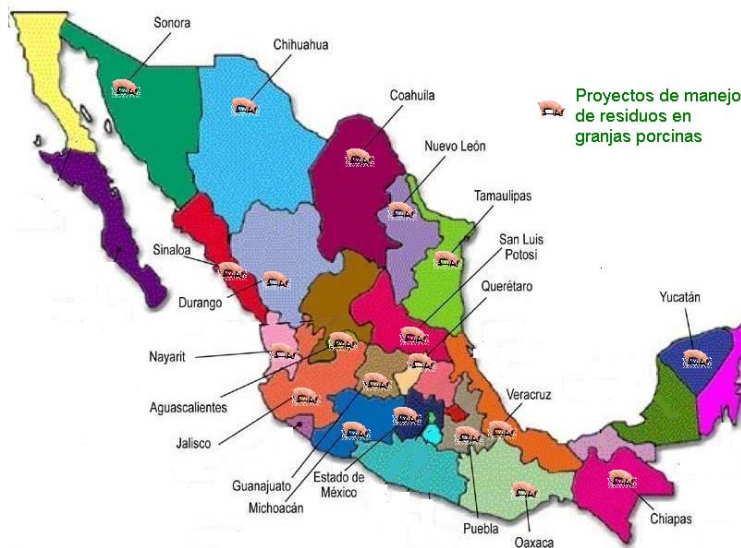 Sonora
Chihuahua
Coahuila
Nuevo León
Tamaulipas
San Luis
Potosí
Querétaro
Proyectos de manejo
de residuos en
granjas porcinas
Sinaloa
Durango
Yucatán
Nayarit
Aguascalientes
Jalisco
Veracruz
Guanajuato
Michoacán
Estado de
México
Puebla
Oaxaca
Chiapas